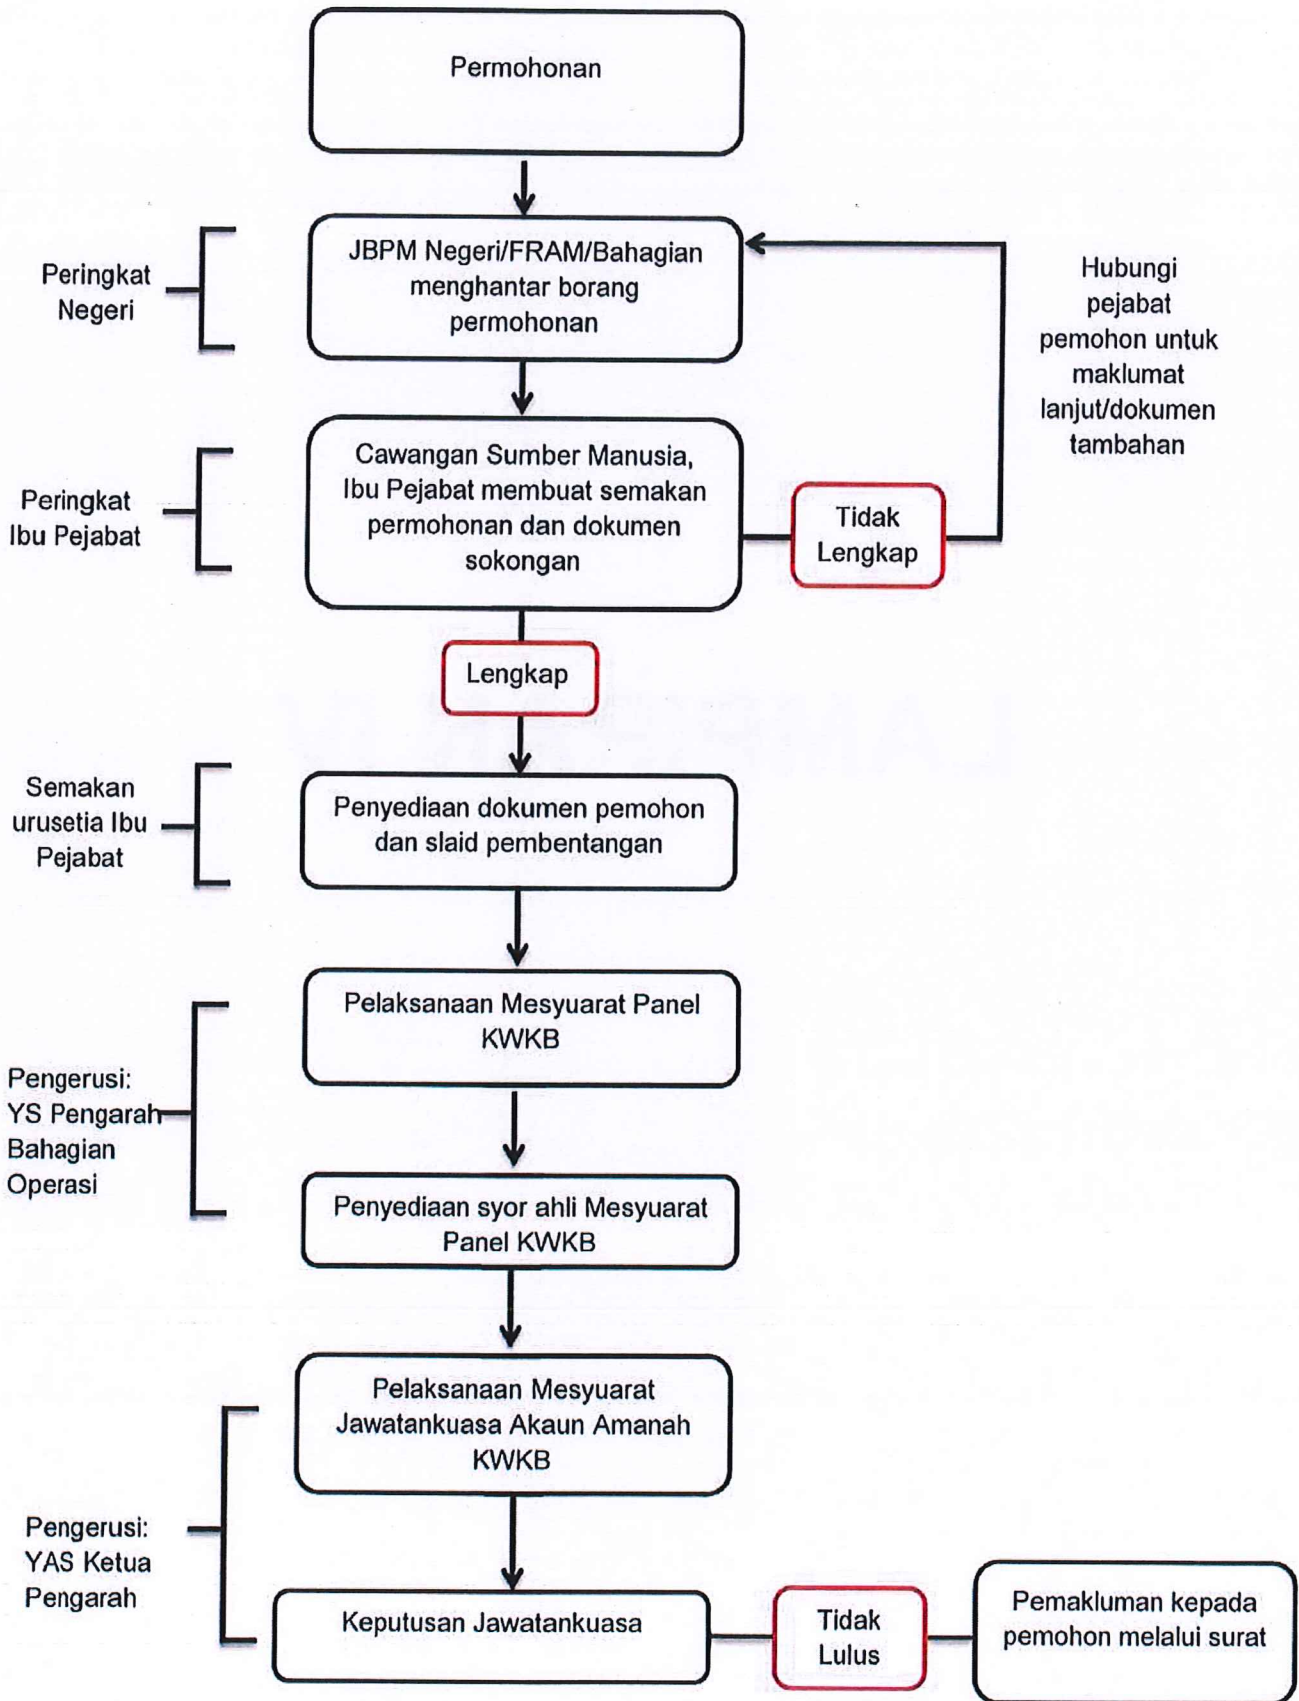 Permohonan
Peringkat
Negeri
JBPM Negeri/FRAM/Bahagian
menghantar borang
permohonan
Hubungi
pejabat
pemohon untuk
maklumat
lanjut/dokumen
tambahan
Peringkat
Ibu Pejabat
Cawangan Sumber Manusia,
Ibu Pejabat membuat semakan
permohonan dan dokumen
sokongan
Tidak
Lengkap
Lengkap
Semakan
urusetia Ibu
Pejabat
Penyediaan dokumen pemohon
dan slaid pembentangan
Pelaksanaan Mesyuarat Panel
KWKB
Pengerusi:
YS Pengarah
Bahagian
Operasi
Penyediaan syor ahli Mesyuarat
Panel KWKB
Pelaksanaan Mesyuarat
Jawatankuasa Akaun Amanah
KWKB
Pengerusi:
YAS Ketua
Pengarah
Keputusan Jawatankuasa
Tidak
Lulus
Pemakluman kepada
pemohon melalui surat